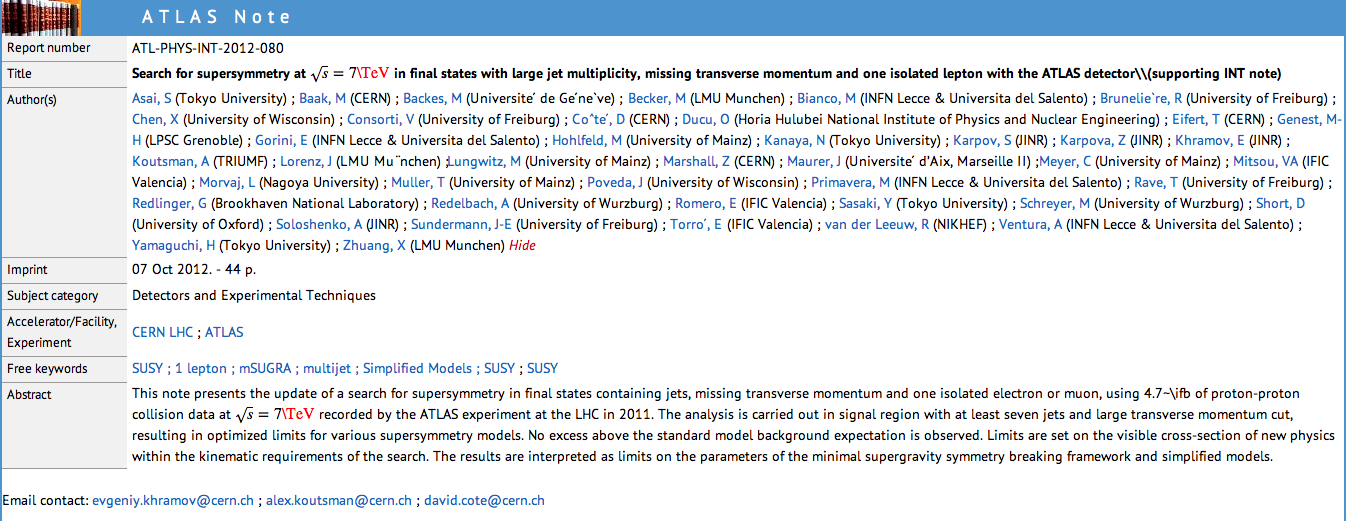 ATLAS Note
Report number ATL-PHYS-INT-2012-080
Title Search for supersymmetry at √s = 7\TeV in final states with large jet multiplicity, missing transverse momentum and one isolated lepton with the ATLAS detector\\(supporting INT note)
Author(s) Asai, S (Tokyo University) ; Baak, M (CERN) ; Backes, M (Universite´ de Ge´ne`ve) ; Becker, M (LMU Munchen) ; Bianco, M (INFN Lecce & Universita del Salento) ; Brunelie`re, R (University of Freiburg) ;
Chen, X (University of Wisconsin) ; Consorti, V (University of Freiburg) ; Co^te´, D (CERN) ; Ducu, O (Horia Hulubei National Institute of Physics and Nuclear Engineering) ; Eifert, T (CERN) ; Genest, M-
H (LPSC Grenoble) ; Gorini, E (INFN Lecce & Universita del Salento) ; Hohlfeld, M (University of Mainz) ; Kanaya, N (Tokyo University) ; Karpov, S (JINR) ; Karpova, Z (JINR) ; Khramov, E (JINR) ;
Koutsman, A (TRIUMF) ; Lorenz, J (LMU Mu¨nchen) ;Lungwitz, M (University of Mainz) ; Marshall, Z (CERN) ; Maurer, J (Universite´ d'Aix, Marseille II) ;Meyer, C (University of Mainz) ; Mitsou, VA (IFIC
Valencia) ; Morvaj, L (Nagoya University) ; Muller, T (University of Mainz) ; Poveda, J (University of Wisconsin) ; Primavera, M (INFN Lecce & Universita del Salento) ; Rave, T (University of Freiburg) ;
Redlinger, G (Brookhaven National Laboratory) ; Redelbach, A (University of Wurzburg) ; Romero, E (IFIC Valencia) ; Sasaki, Y (Tokyo University) ; Schreyer, M (University of Wurzburg) ; Short, D
(University of Oxford) ; Soloshenko, A (JINR) ; Sundermann, J-E (University of Freiburg) ; Torro´, E (IFIC Valencia) ; van der Leeuw, R (NIKHEF) ; Ventura, A (INFN Lecce & Universita del Salento) ;
Yamaguchi, H (Tokyo University) ; Zhuang, X (LMU Munchen) Hide
Imprint 07 Oct 2012. - 44 p.
Subject category Detectors and Experimental Techniques
Accelerator/Facility,
Experiment CERN LHC ; ATLAS
Free keywords SUSY ; 1 lepton ; mSUGRA ; multijet ; Simplified Models ; SUSY ; SUSY
Abstract This note presents the update of a search for supersymmetry in final states containing jets, missing transverse momentum and one isolated electron or muon, using 4.7~\ifb of proton-proton
collision data at √s = 7\TeV recorded by the ATLAS experiment at the LHC in 2011. The analysis is carried out in signal region with at least seven jets and large transverse momentum cut,
resulting in optimized limits for various supersymmetry models. No excess above the standard model background expectation is observed. Limits are set on the visible cross-section of new physics
within the kinematic requirements of the search. The results are interpreted as limits on the parameters of the minimal supergravity symmetry breaking framework and simplified models.
Email contact: evgeniy.khramov@cern.ch ; alex.koutsman@cern.ch ; david.cote@cern.ch